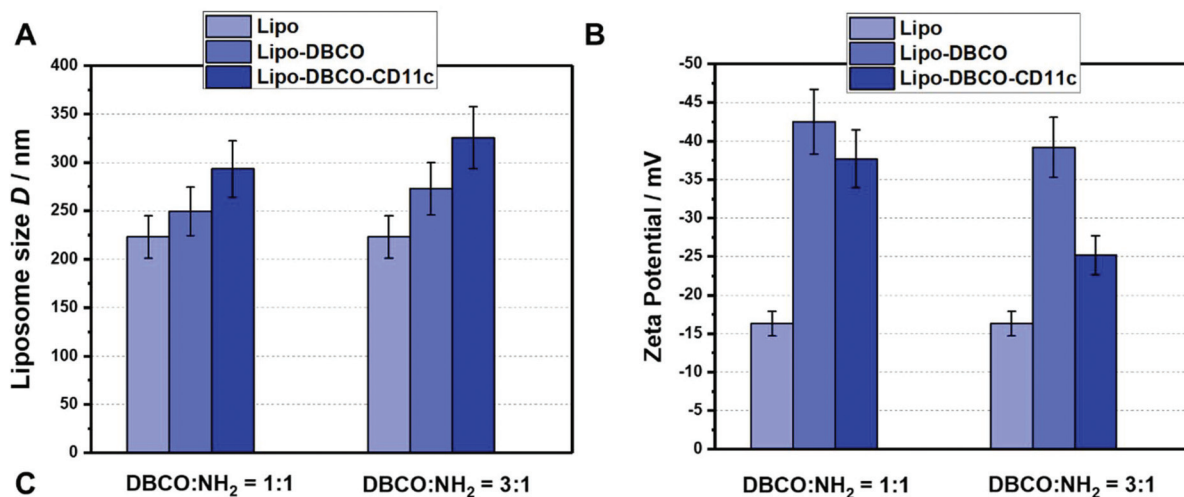 A
Lipo
Lipo-DBCO
Lipo-DBCO-CD11c
Liposome size D / nm
400
350
300
250
200
150
100
50
0
DBCO:NH₂ = 1:1
DBCO:NH₂ = 3:1
B
Lipo
Lipo-DBCO
Lipo-DBCO-CD11c
Zeta Potential / mV
-50
-45
-40
-35
-30
-25
-20
-15
-10
-5
0
DBCO:NH₂ = 1:1
DBCO:NH₂ = 3:1
C